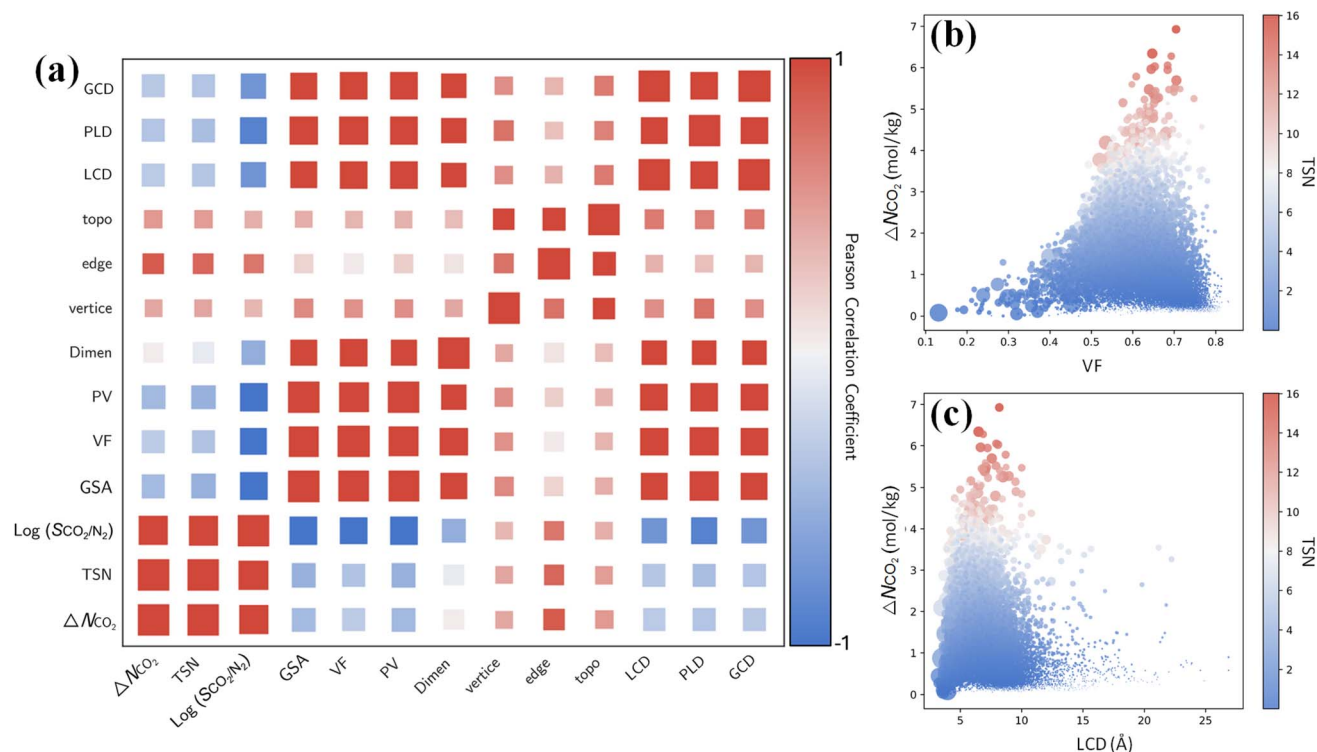 (a)
GCD
PLD
LCD
topo
edge
vertice
Dimen
PV
VF
GSA
Log (SCO₂/N₂)
TSN
△NCO₂
△NCO₂
TSN
Log (SCO₂/N₂)
GSA
VF
PV
Dimen
vertice
edge
topo
LCD
PLD
GCD
1
Pearson Correlation Coefficient
-1
(b)
7
6
5
4
3
2
1
0
△NCO₂ (mol/kg)
0.1 0.2 0.3 0.4 0.5 0.6 0.7 0.8
VF
16
14
12
10
8
6
4
2
TSN
(c)
7
6
5
4
3
2
1
0
△NCO₂ (mol/kg)
5 10 15 20 25
LCD (Å)
16
14
12
10
8
6
4
2
TSN